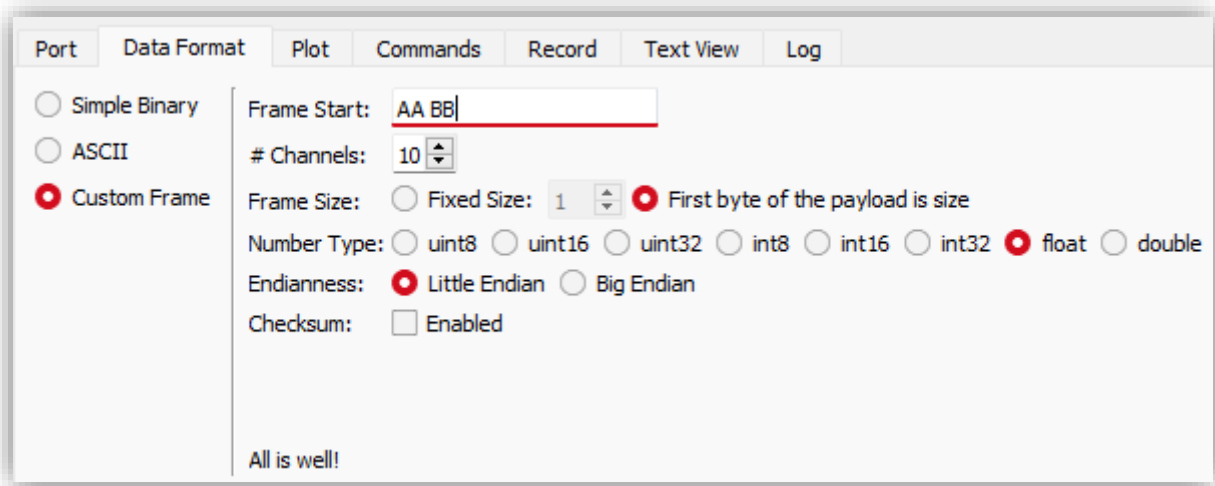 Port Data Format Plot Commands Record Text View Log
Simple Binary
ASCII
Custom Frame
Frame Start: AA BB
# Channels: 10
Frame Size: Fixed Size: 1 First byte of the payload is size
Number Type: uint8 uint16 uint32 int8 int16 int32 float double
Endianness: Little Endian Big Endian
Checksum: Enabled
All is well!